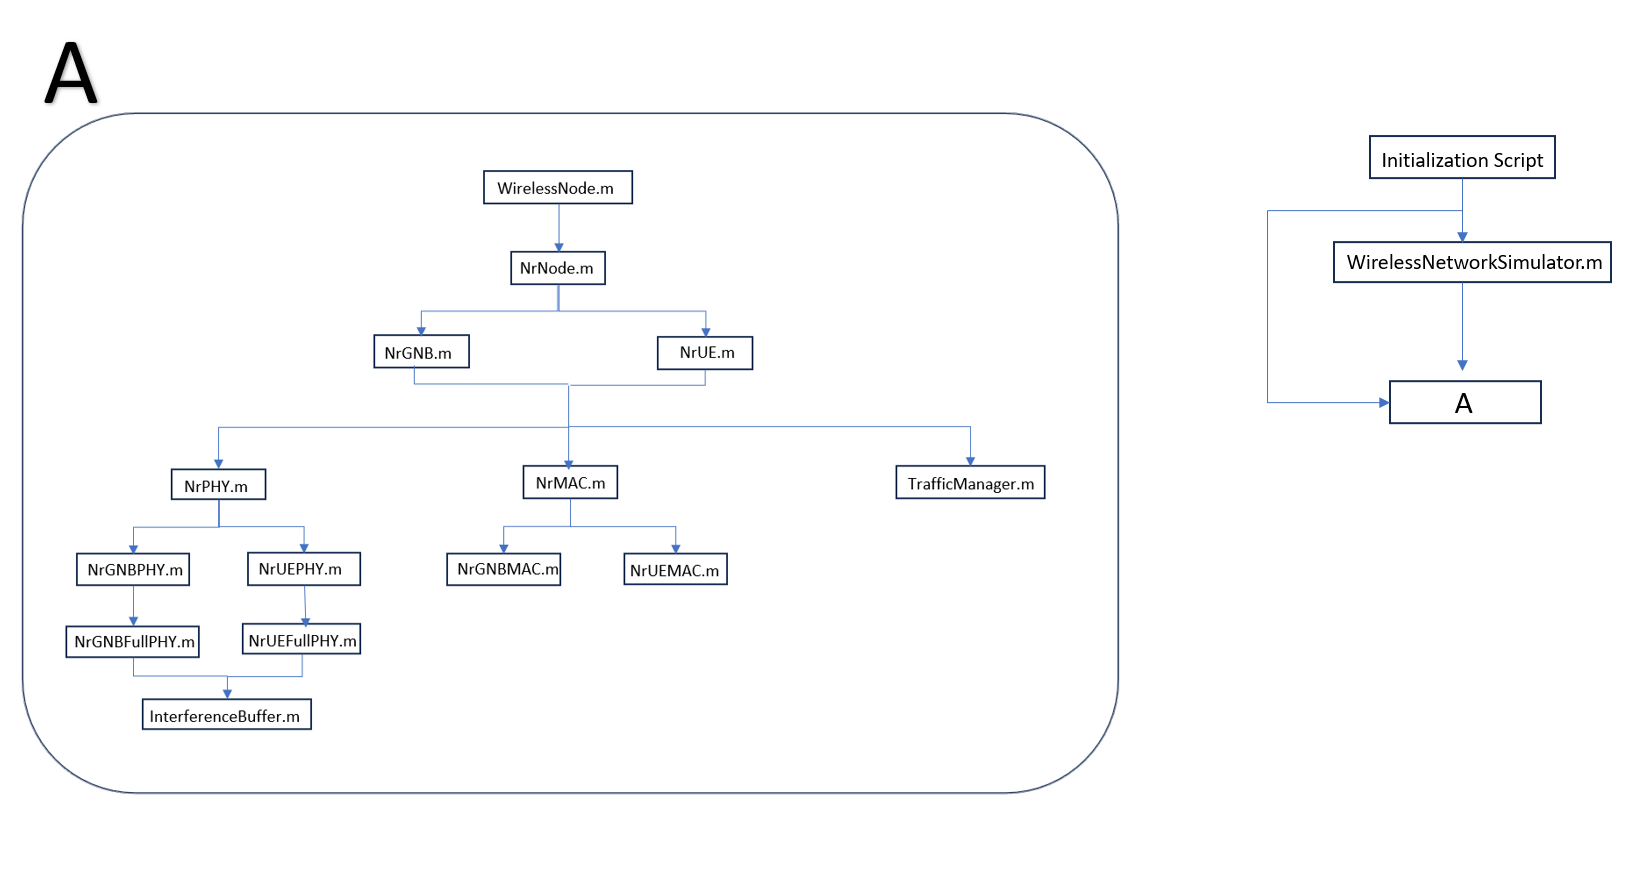 A
WirelessNode.m
NrNode.m
NrGNB.m
NrUE.m
NrPHY.m
NrMAC.m
TrafficManager.m
NrGNBPHY.m
NrUEPHY.m
NrGNBMAC.m
NrUEMAC.m
NrGNBFullPHY.m
NrUEFullPHY.m
InterferenceBuffer.m
Initialization Script
WirelessNetworkSimulator.m
A